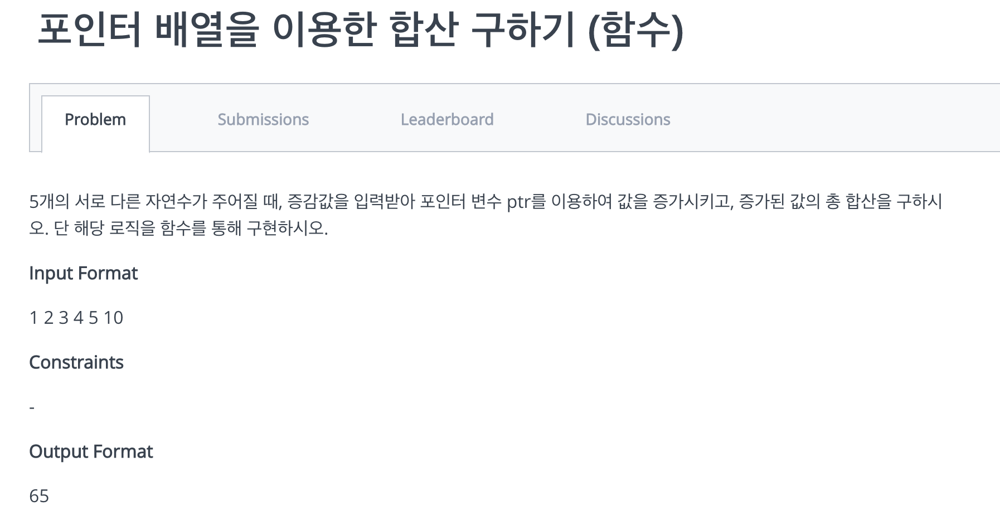 포인터 배열을 이용한 합산 구하기 (함수)
Problem
Submissions
Leaderboard
Discussions
5개의 서로 다른 자연수가 주어질 때, 증감값을 입력받아 포인터 변수 ptr를 이용하여 값을 증가시키고, 증가된 값의 총 합산을 구하시
오. 단 해당 로직을 함수를 통해 구현하시오.
Input Format
1 2 3 4 5 10
Constraints
-
Output Format
65